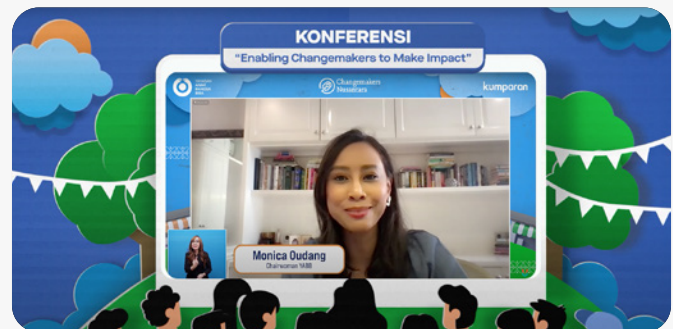 KONFERENSI
"Enabling Changemakers to Make Impact"
Changemakers
Nusantara
kumparan
Monica Oudang
Chairwoman YABB